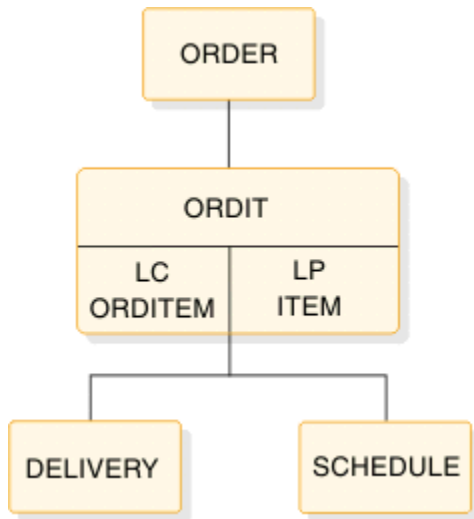 ORDER
ORDIT
LC
ORDITEM
LP
ITEM
DELIVERY
SCHEDULE